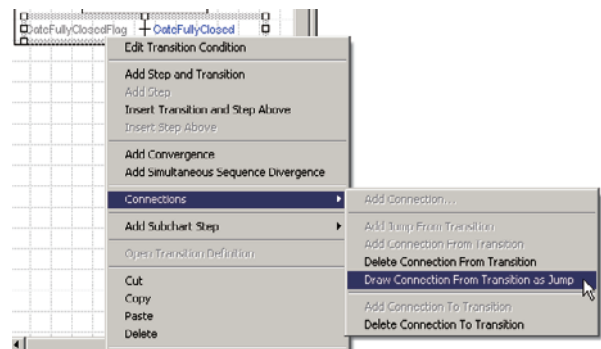 GateFullyClosedFlag GateFullyClosed
Edit Transition Condition
Add Step and Transition
Add Step
Insert Transition and Step Above
Insert Step Above
Add Convergence
Add Simultaneous Sequence Divergence
Connections
Add Subchart Step
Open Transition Definition
Cut
Copy
Paste
Delete
Add Connection...
Add Jump From Transition
Add Connection From Transition
Delete Connection From Transition
Draw Connection From Transition as Jump
Add Connection To Transition
Delete Connection To Transition